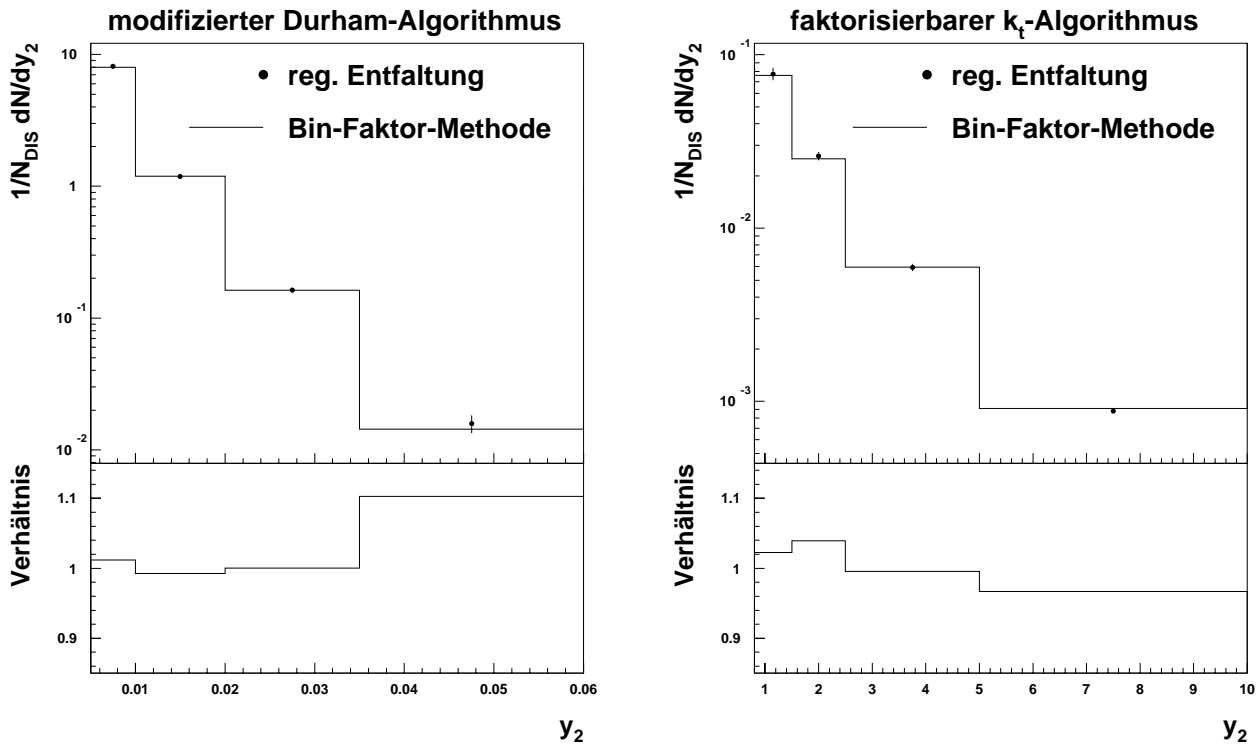 modifizierter Durham-Algorithmus
1/N_DIS dN/dy_2
10
1
10^-1
10^-2
reg. Entfaltung
Bin-Faktor-Methode
Verhältnis
1.1
1
0.9
0.01 0.02 0.03 0.04 0.05 0.06
y_2
faktorisierbarer k_t-Algorithmus
1/N_DIS dN/dy_2
10^-1
10^-2
10^-3
reg. Entfaltung
Bin-Faktor-Methode
Verhältnis
1.1
1
0.9
1 2 3 4 5 6 7 8 9 10
y_2